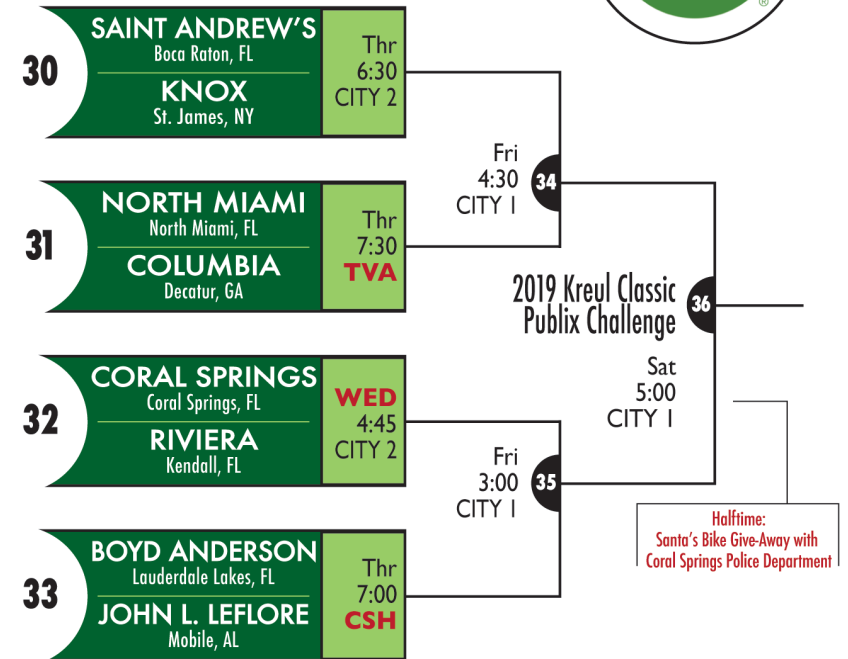 30
SAINT ANDREW'S
Boca Raton, FL
KNOX
St. James, NY
Thr
6:30
CITY 2
31
NORTH MIAMI
North Miami, FL
COLUMBIA
Decatur, GA
Thr
7:30
TVA
32
CORAL SPRINGS
Coral Springs, FL
RIVIERA
Kendall, FL
WED
4:45
CITY 2
33
BOYD ANDERSON
Lauderdale Lakes, FL
JOHN L. LEFLORE
Mobile, AL
Thr
7:00
CSH
Fri
4:30
CITY 1
34
Fri
3:00
CITY 1
35
2019 Kreul Classic
Publix Challenge
36
Sat
5:00
CITY 1
Halftime:
Santa's Bike Give-Away with
Coral Springs Police Department
®